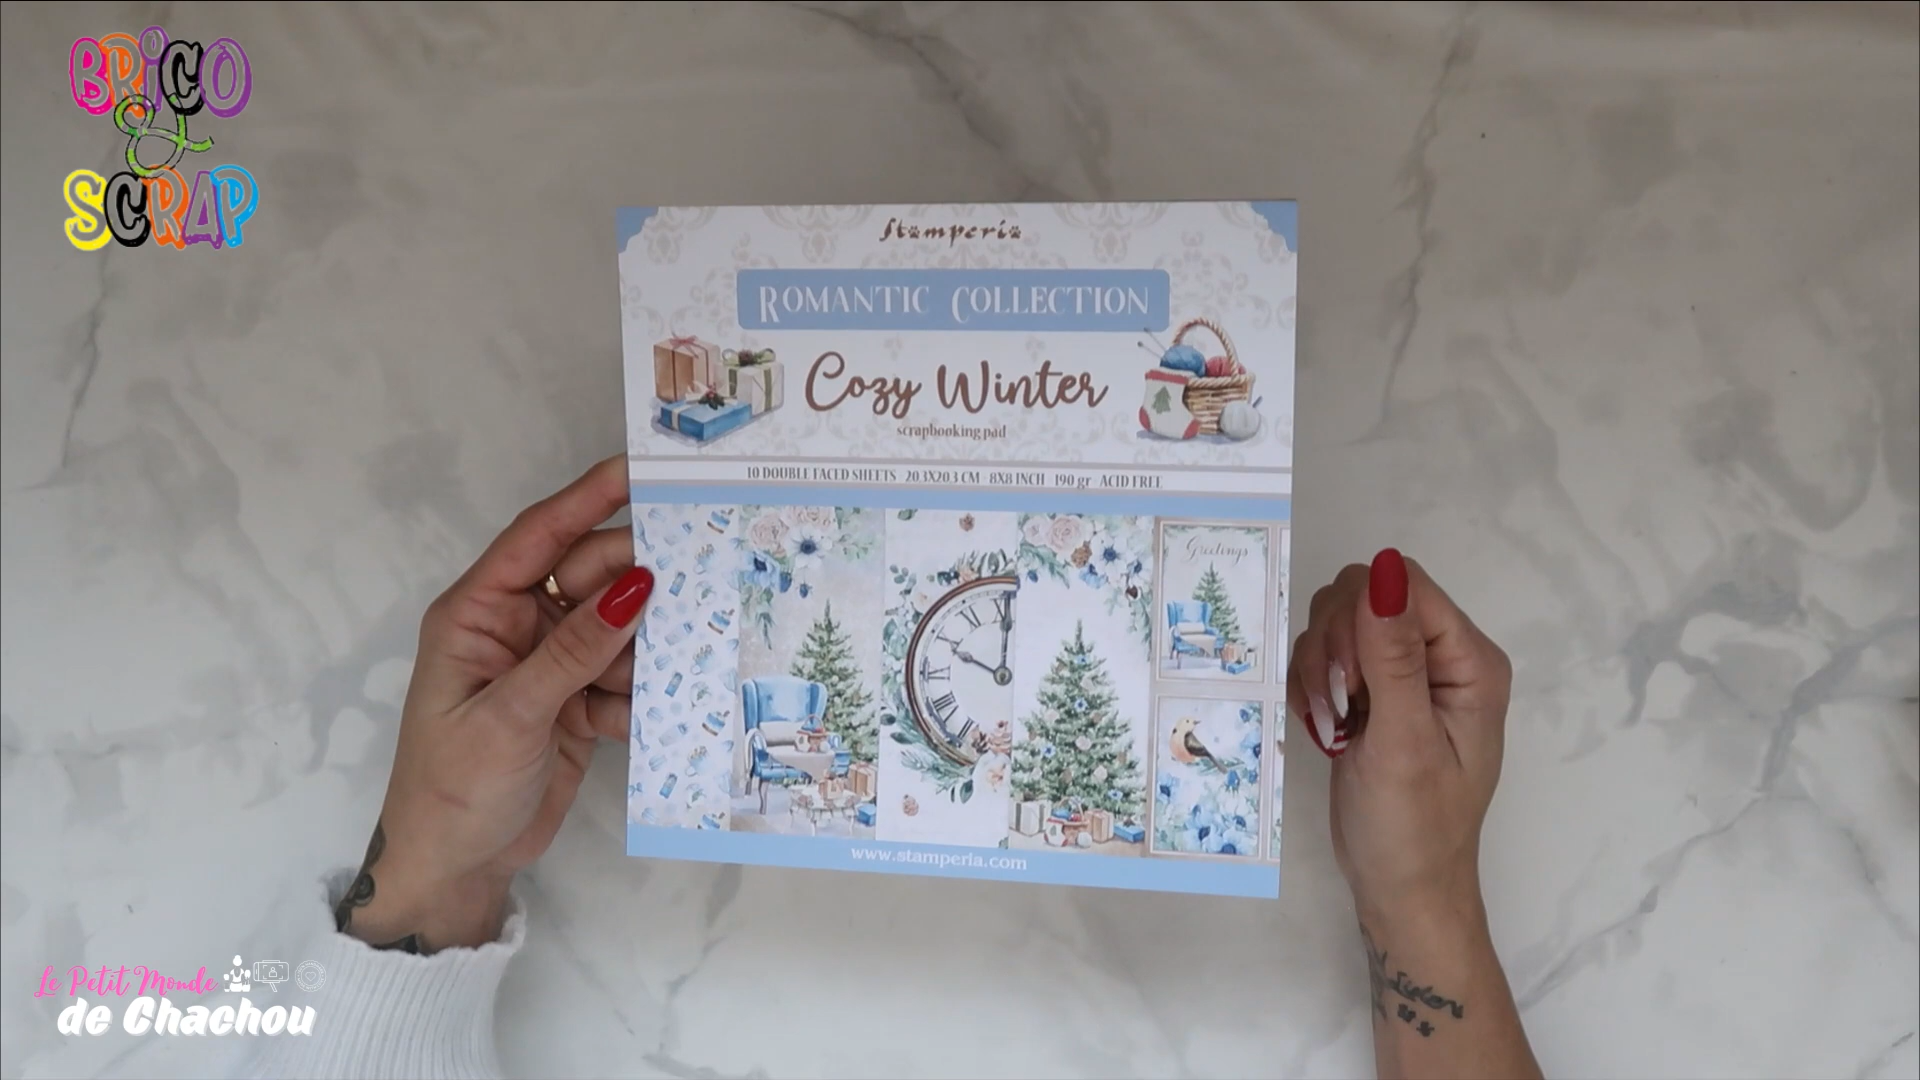 BRiCO
&
SCRAP
Stamperia
ROMANTIC COLLECTION
Cozy Winter
scrapbooking pad
10 DOUBLE FACED SHEETS - 20.3X20.3 CM - 8X8 INCH - 190 gr - ACID FREE
Greetings
www.stamperia.com
Le Petit Monde
de Chachou